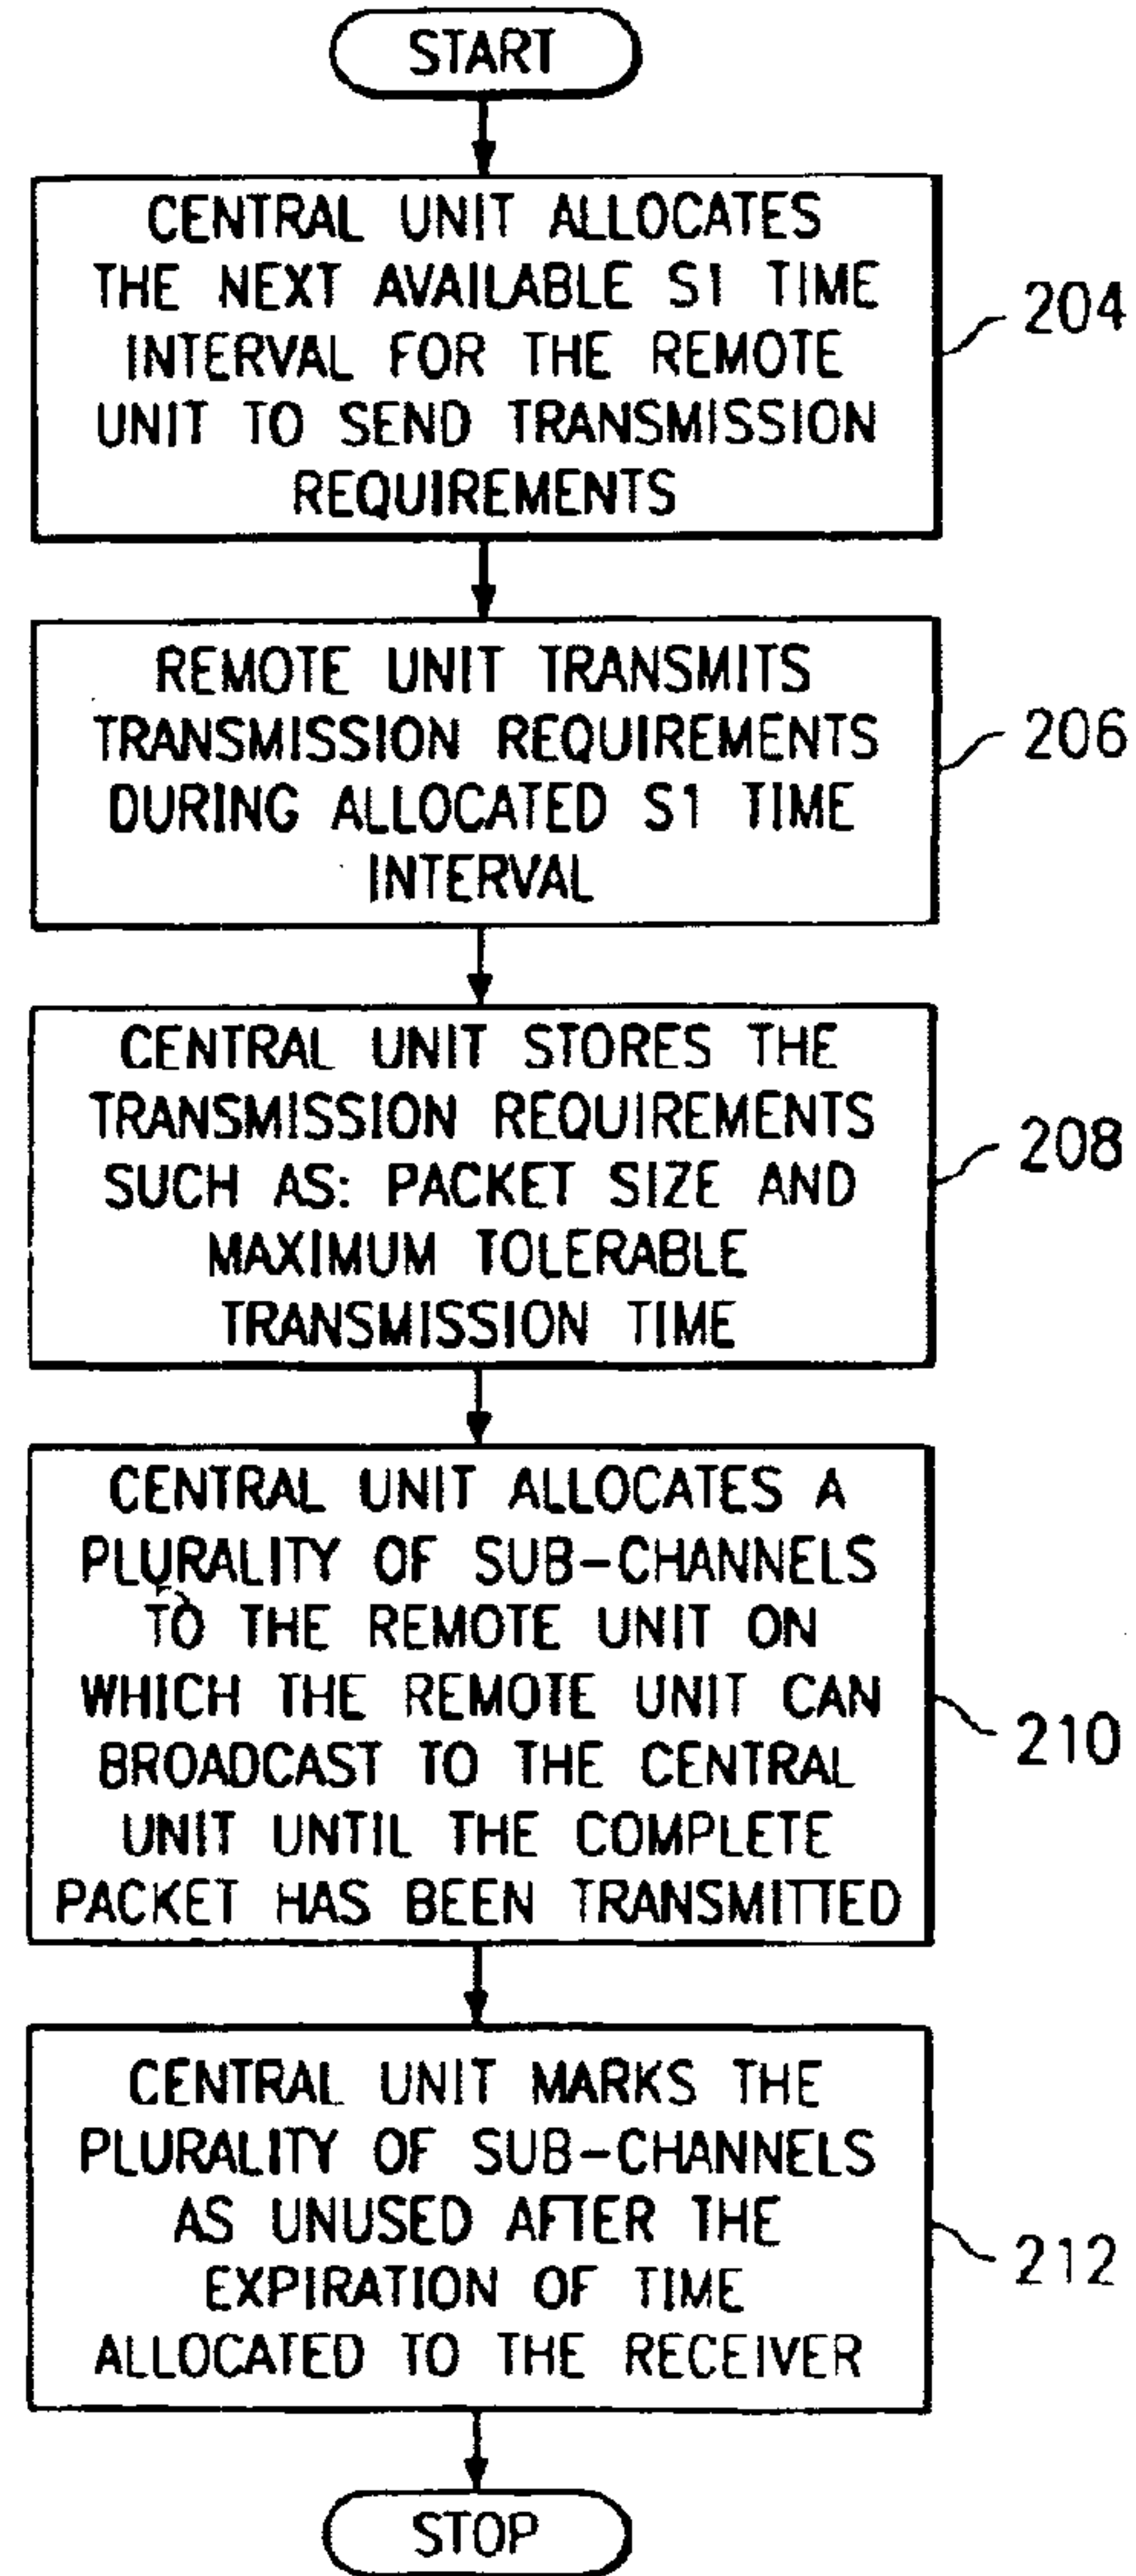 START
CENTRAL UNIT ALLOCATES
THE NEXT AVAILABLE S1 TIME
INTERVAL FOR THE REMOTE
UNIT TO SEND TRANSMISSION
REQUIREMENTS
204
REMOTE UNIT TRANSMITS
TRANSMISSION REQUIREMENTS
DURING ALLOCATED S1 TIME
INTERVAL
206
CENTRAL UNIT STORES THE
TRANSMISSION REQUIREMENTS
SUCH AS: PACKET SIZE AND
MAXIMUM TOLERABLE
TRANSMISSION TIME
208
CENTRAL UNIT ALLOCATES A
PLURALITY OF SUB-CHANNELS
TO THE REMOTE UNIT ON
WHICH THE REMOTE UNIT CAN
BROADCAST TO THE CENTRAL
UNIT UNTIL THE COMPLETE
PACKET HAS BEEN TRANSMITTED
210
CENTRAL UNIT MARKS THE
PLURALITY OF SUB-CHANNELS
AS UNUSED AFTER THE
EXPIRATION OF TIME
ALLOCATED TO THE RECEIVER
212
STOP